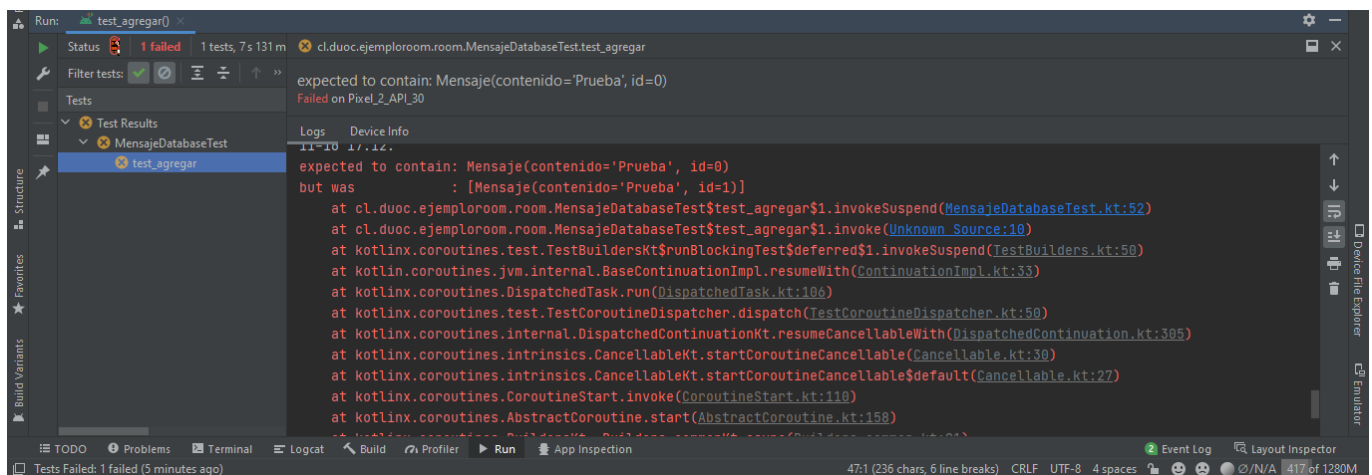 Run: test_agregar() ×
Status 1 failed 1 tests, 7 s 131 m cl.duoc.ejemploroom.room.MensajeDatabaseTest.test_agregar
Filter tests: »
expected to contain: Mensaje(contenido='Prueba', id=0)
Failed on Pixel_2_API_30
Tests
Test Results
MensajeDatabaseTest
test_agregar
Logs Device Info
expected to contain: Mensaje(contenido='Prueba', id=0)
but was : [Mensaje(contenido='Prueba', id=1)]
at cl.duoc.ejemploroom.room.MensajeDatabaseTest$test_agregar$1.invokeSuspend(MensajeDatabaseTest.kt:52)
at cl.duoc.ejemploroom.room.MensajeDatabaseTest$test_agregar$1.invoke(Unknown Source:10)
at kotlinx.coroutines.test.TestBuildersKt$runBlockingTest$deferred$1.invokeSuspend(TestBuilders.kt:50)
at kotlin.coroutines.jvm.internal.BaseContinuationImpl.resumeWith(ContinuationImpl.kt:33)
at kotlinx.coroutines.DispatchedTask.run(DispatchedTask.kt:106)
at kotlinx.coroutines.test.TestCoroutineDispatcher.dispatch(TestCoroutineDispatcher.kt:50)
at kotlinx.coroutines.internal.DispatchedContinuationKt.resumeCancellableWith(DispatchedContinuation.kt:305)
at kotlinx.coroutines.intrinsics.CancellableKt.startCoroutineCancellable(Cancellable.kt:30)
at kotlinx.coroutines.intrinsics.CancellableKt.startCoroutineCancellable$default(Cancellable.kt:27)
at kotlinx.coroutines.CoroutineStart.invoke(CoroutineStart.kt:110)
at kotlinx.coroutines.AbstractCoroutine.start(AbstractCoroutine.kt:158)
Structure
Favorites
Build Variants
Device File Explorer
Emulator
TODO Problems Terminal Logcat Build Profiler Run App Inspection 2 Event Log Layout Inspector
Tests Failed: 1 failed (5 minutes ago) 47:1 (236 chars, 6 line breaks) CRLF UTF-8 4 spaces Ø/N/A 417 of 1280M